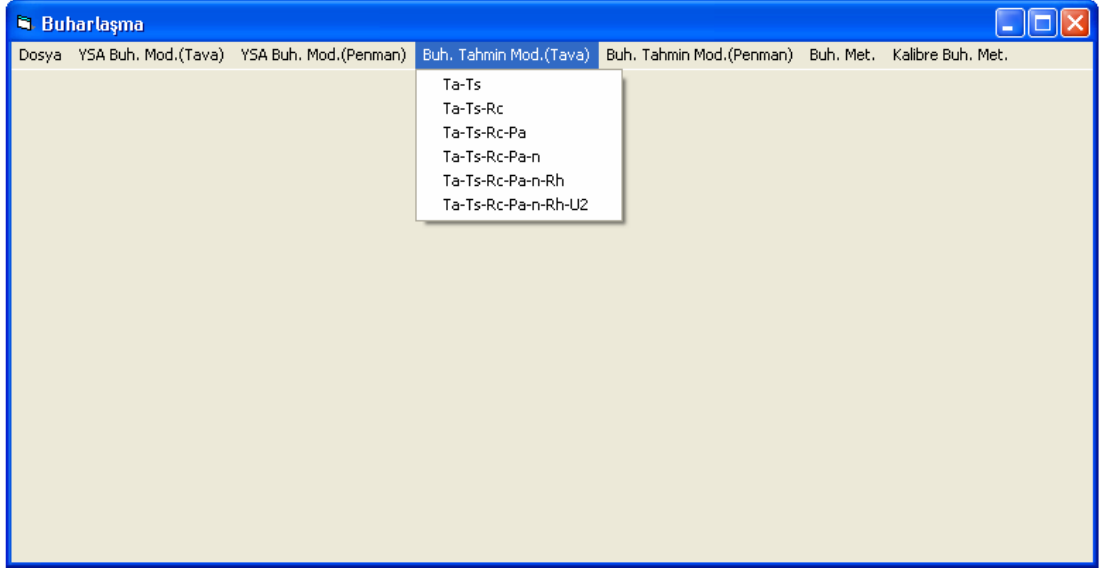 Buharlaşma
Dosya YSA Buh. Mod.(Tava) YSA Buh. Mod.(Penman) Buh. Tahmin Mod.(Tava) Buh. Tahmin Mod.(Penman) Buh. Met. Kalibre Buh. Met.
Ta-Ts
Ta-Ts-Rc
Ta-Ts-Rc-Pa
Ta-Ts-Rc-Pa-n
Ta-Ts-Rc-Pa-n-Rh
Ta-Ts-Rc-Pa-n-Rh-U2